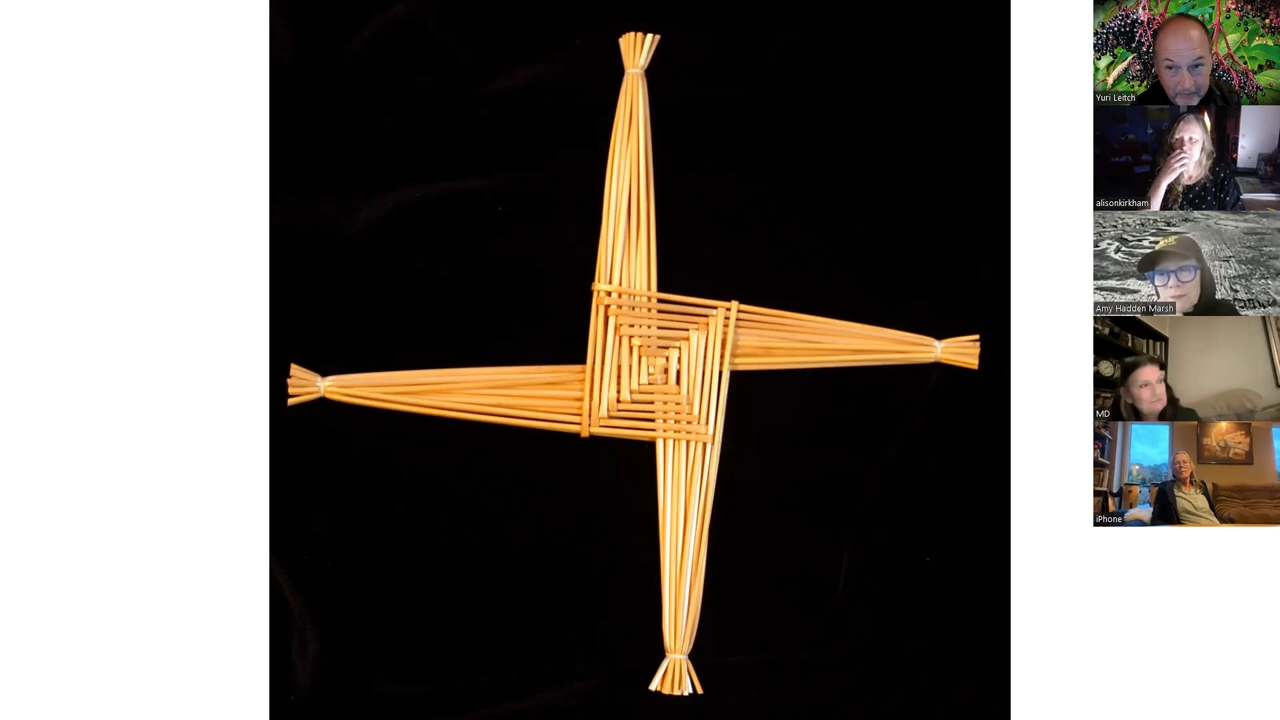 Yuri Leitch
alisonkirkham
Amy Hadden Marsh
MD
iPhone